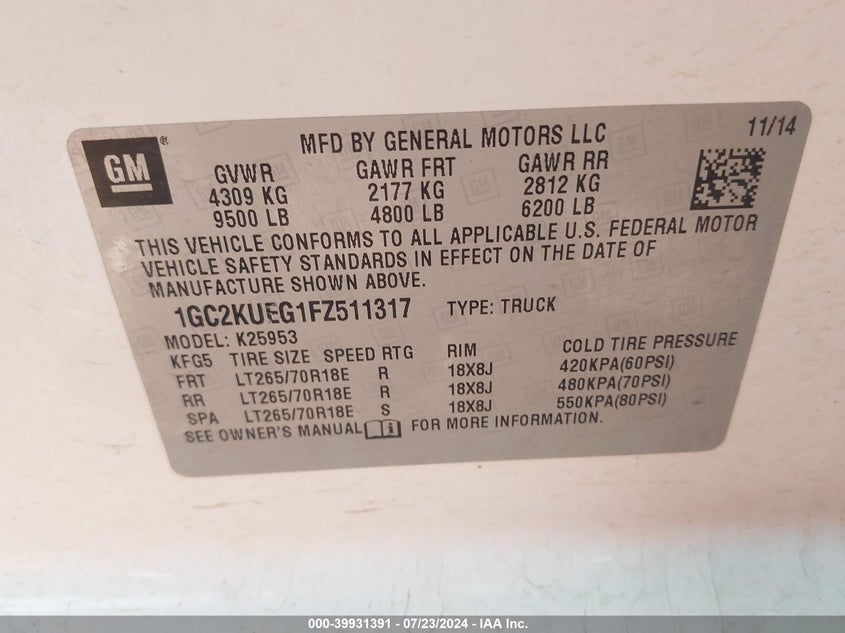 GM ®
MFD BY GENERAL MOTORS LLC 11/14
GVWR GAWR FRT GAWR RR
4309 KG 2177 KG 2812 KG
9500 LB 4800 LB 6200 LB
THIS VEHICLE CONFORMS TO ALL APPLICABLE U.S. FEDERAL MOTOR
VEHICLE SAFETY STANDARDS IN EFFECT ON THE DATE OF
MANUFACTURE SHOWN ABOVE.
1GC2KUEG1FZ511317 TYPE: TRUCK
MODEL: K25953
KFG5 TIRE SIZE SPEED RTG RIM COLD TIRE PRESSURE
FRT LT265/70R18E R 18X8J 420KPA(60PSI)
RR LT265/70R18E R 18X8J 480KPA(70PSI)
SPA LT265/70R18E S 18X8J 550KPA(80PSI)
SEE OWNER'S MANUAL i FOR MORE INFORMATION.
000-39931391 - 07/23/2024 - IAA Inc.